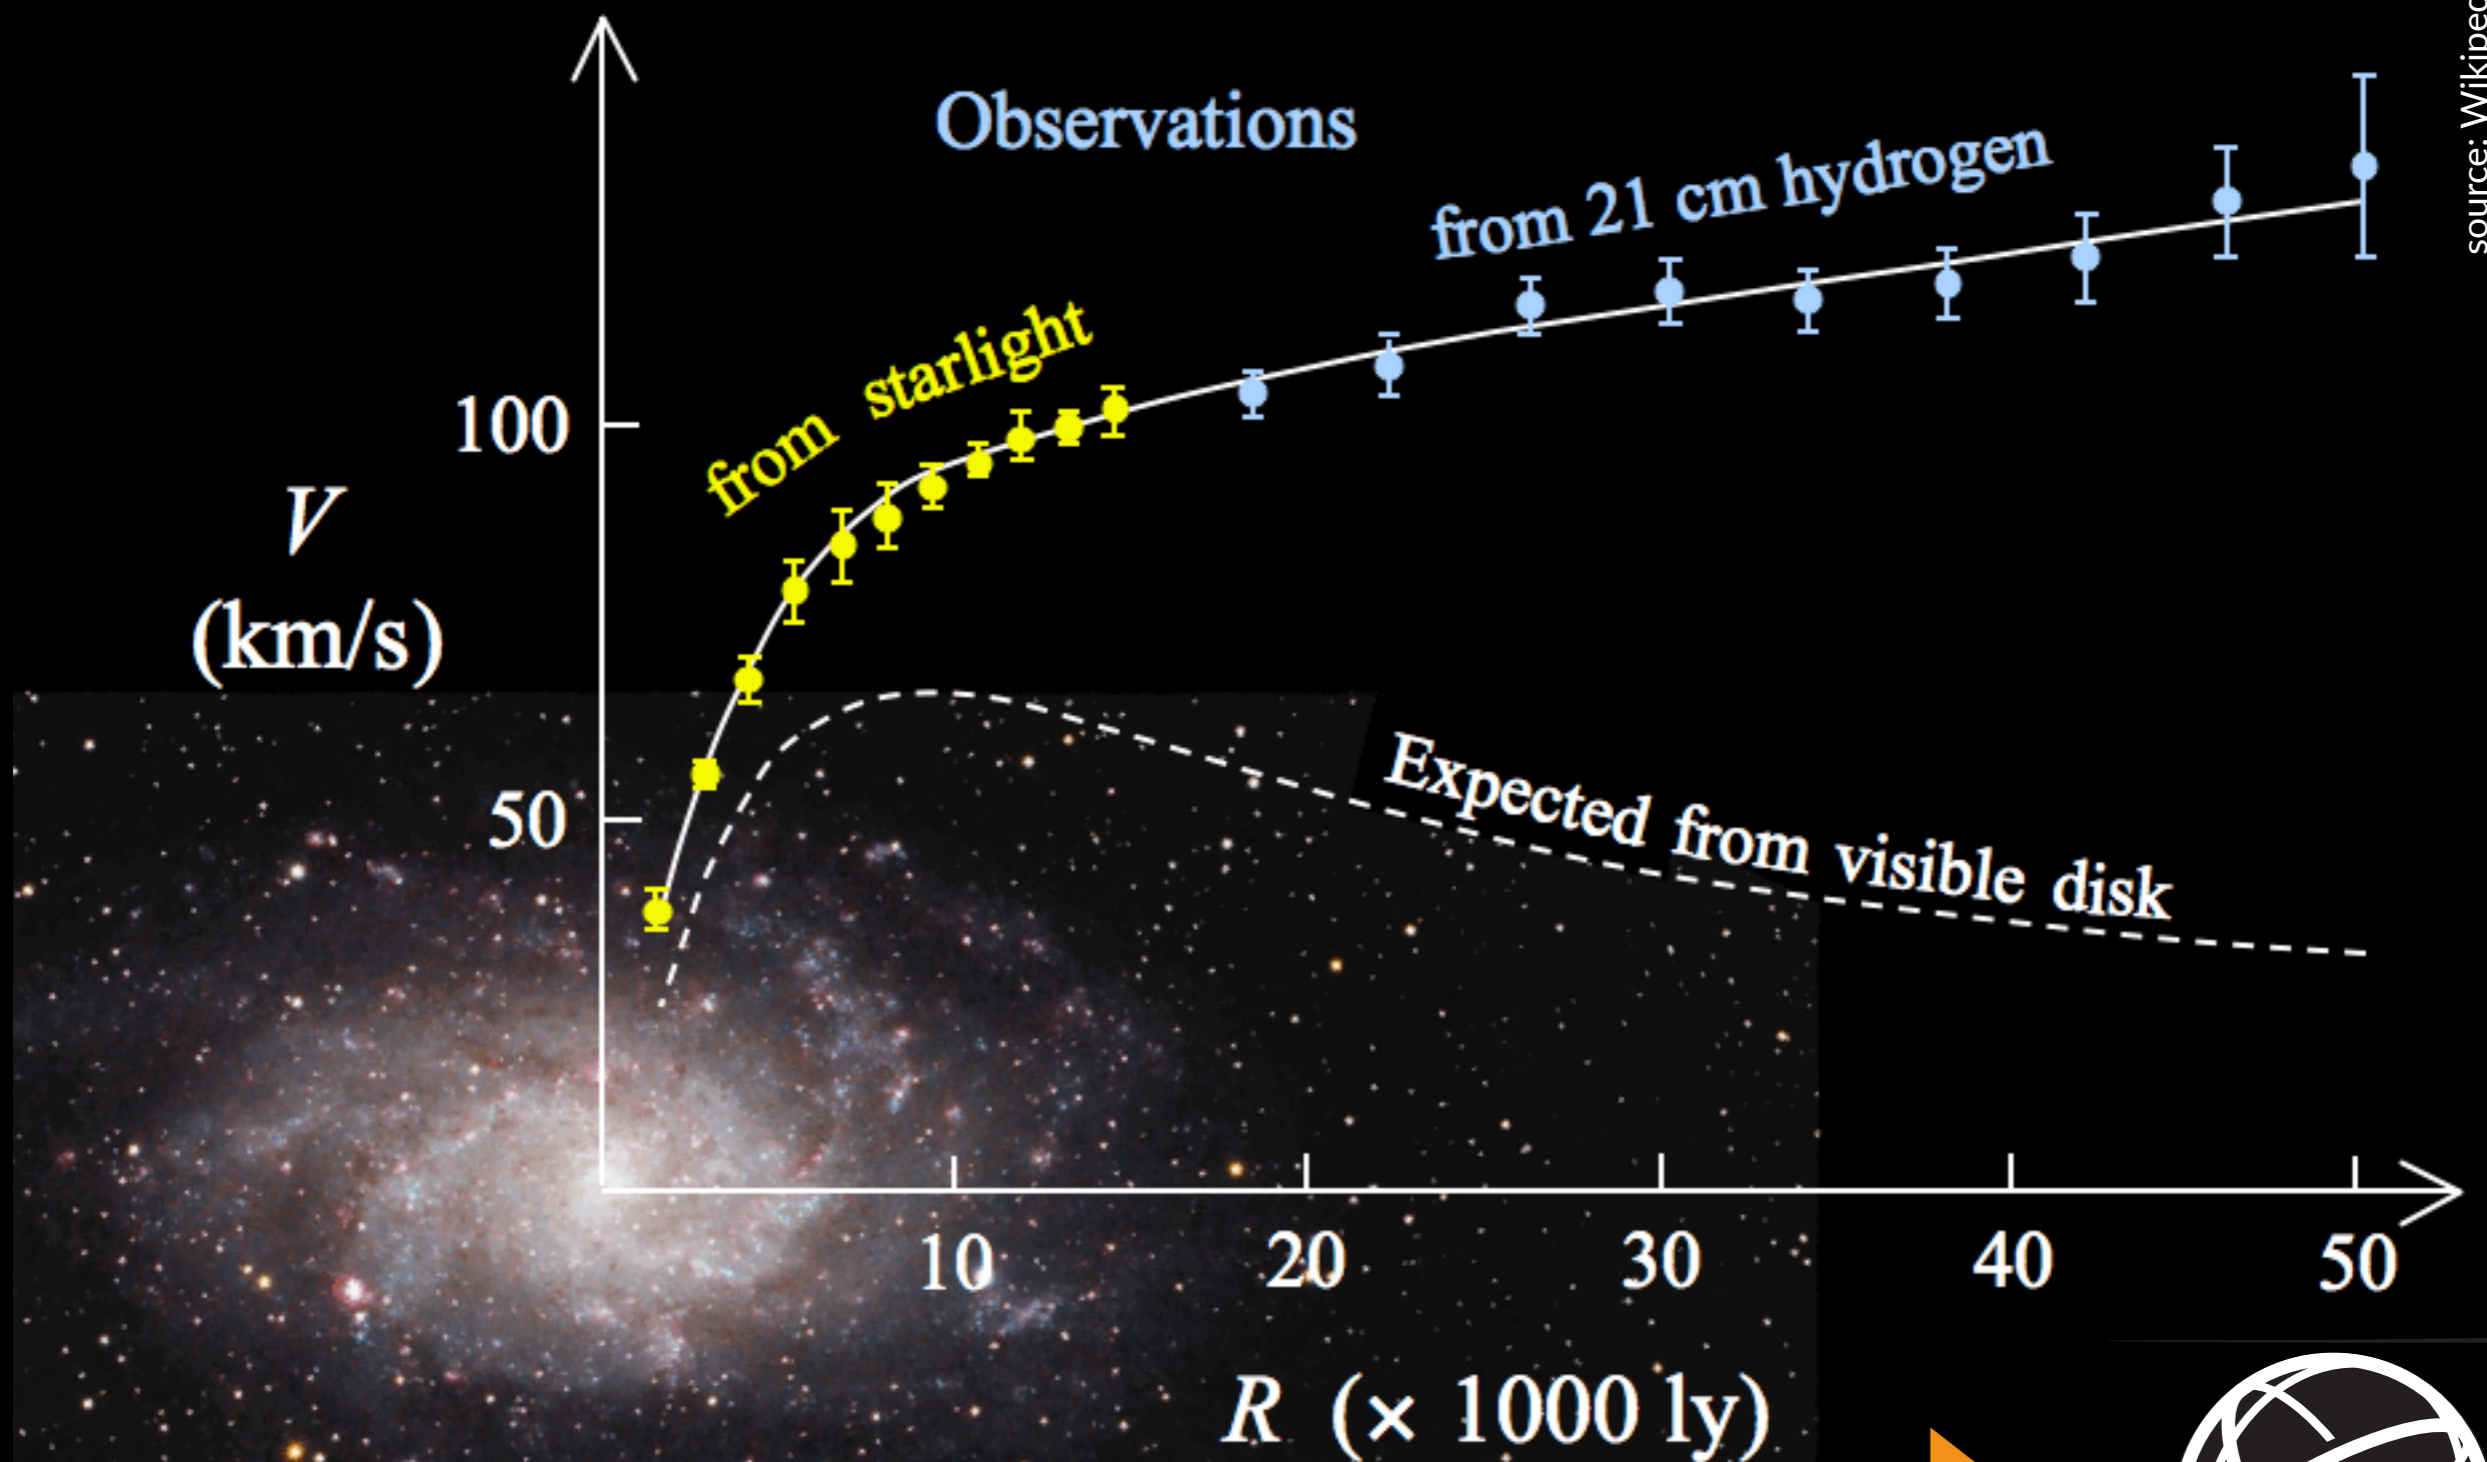 source: Wikiped
Observations
from 21 cm hydrogen
from starlight
100
V
(km/s)
Expected from visible disk
50
10 20 30 40 50
R (× 1000 ly)